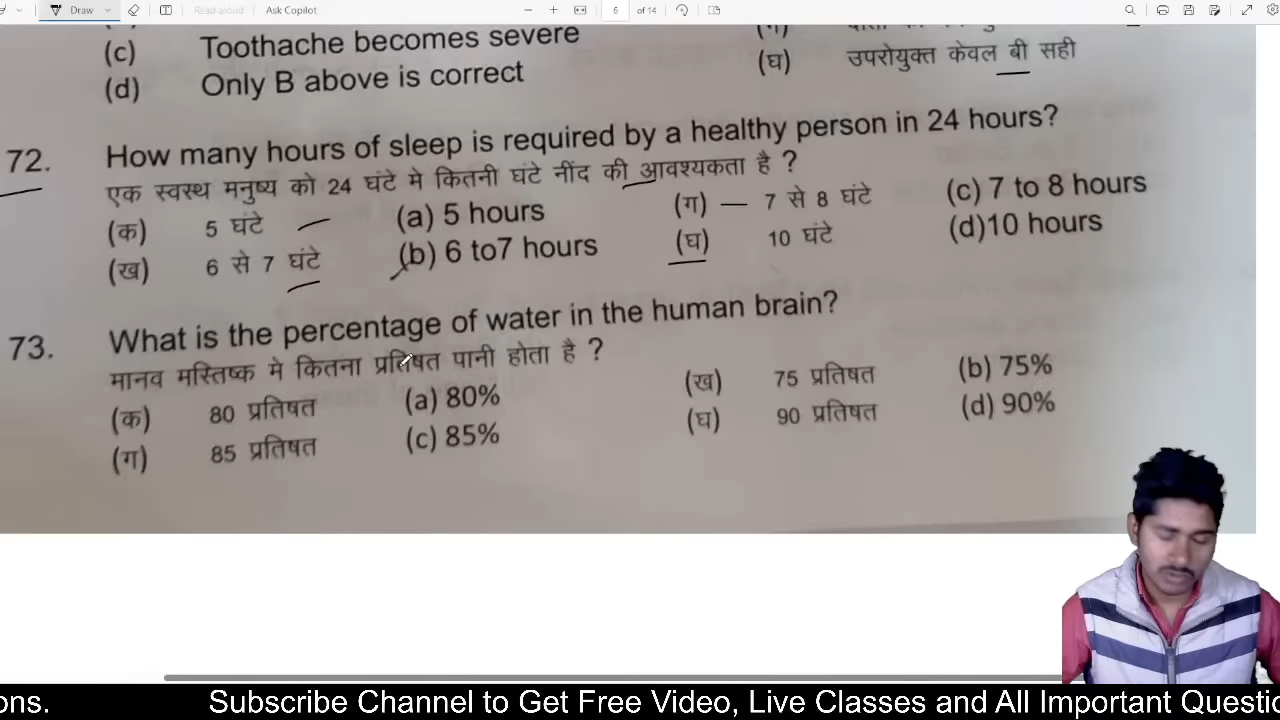 Draw
Read aloud
Ask Copilot
6 of 14
(c) Toothache becomes severe
(d) Only B above is correct
(घ) उपरोयुक्त केवल बी सही
72. How many hours of sleep is required by a healthy person in 24 hours?
एक स्वस्थ मनुष्य को 24 घंटे मे कितनी घंटे नींद की आवश्यकता है ?
(क) 5 घंटे (a) 5 hours (ग) 7 से 8 घंटे (c) 7 to 8 hours
(ख) 6 से 7 घंटे (b) 6 to7 hours (घ) 10 घंटे (d)10 hours
73. What is the percentage of water in the human brain?
मानव मस्तिष्क मे कितना प्रतिषत पानी होता है ?
(क) 80 प्रतिषत (a) 80% (ख) 75 प्रतिषत (b) 75%
(ग) 85 प्रतिषत (c) 85% (घ) 90 प्रतिषत (d) 90%
ons. Subscribe Channel to Get Free Video, Live Classes and All Important Questio